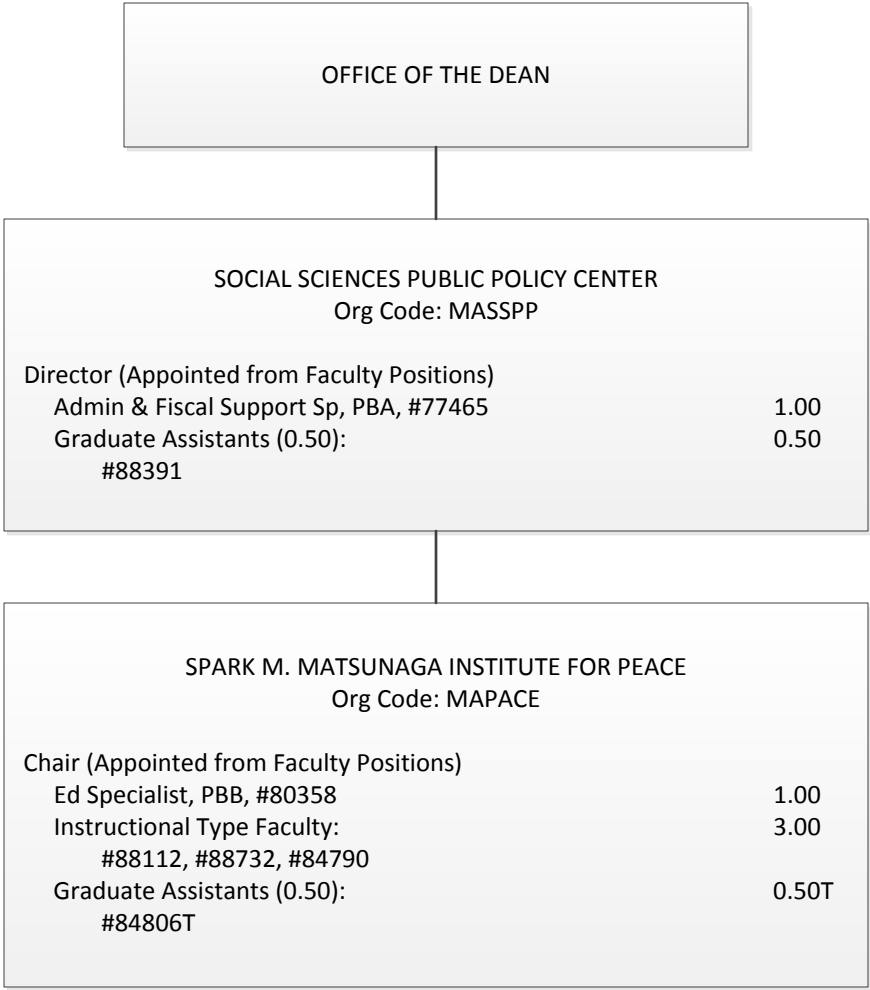 OFFICE OF THE DEAN
SOCIAL SCIENCES PUBLIC POLICY CENTER
Org Code: MASSPP
Director (Appointed from Faculty Positions)
Admin & Fiscal Support Sp, PBA, #77465 1.00
Graduate Assistants (0.50): 0.50
#88391
SPARK M. MATSUNAGA INSTITUTE FOR PEACE
Org Code: MAPACE
Chair (Appointed from Faculty Positions)
Ed Specialist, PBB, #80358 1.00
Instructional Type Faculty: 3.00
#88112, #88732, #84790
Graduate Assistants (0.50): 0.50T
#84806T